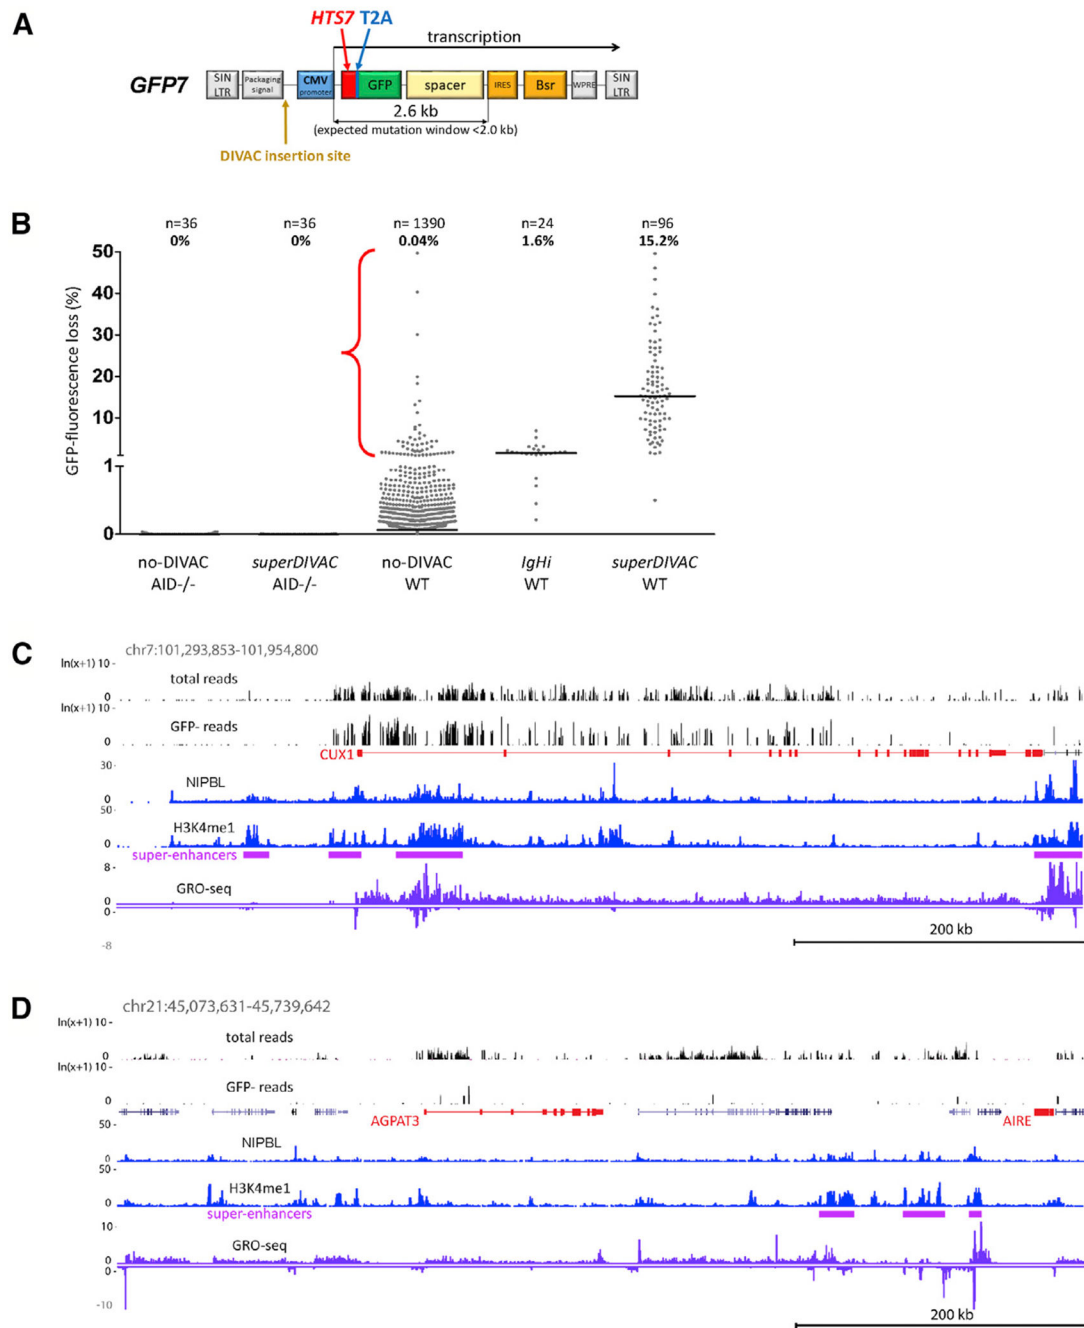 A
HTS7 T2A
transcription
GFP7
SIN LTR
Packaging signal
CMV promoter
GFP
spacer
IRES
Bsr
WPRE
SIN LTR
2.6 kb
(expected mutation window <2.0 kb)
DIVAC insertion site
B
n=36 n=36 n= 1390 n=24 n=96
0% 0% 0.04% 1.6% 15.2%
GFP-fluorescence loss (%)
50
40
30
20
10
1
0
no-DIVAC AID-/-
superDIVAC AID-/-
no-DIVAC WT
IgHi WT
superDIVAC WT
C
chr7:101,293,853-101,954,800
ln(x+1) 10
total reads
0
ln(x+1) 10
GFP- reads
0
CUX1
30
NIPBL
0
50
H3K4me1
0
super-enhancers
8
GRO-seq
0
0
-8
200 kb
D
chr21:45,073,631-45,739,642
ln(x+1) 10
total reads
0
ln(x+1) 10
GFP- reads
0
AGPAT3
AIRE
50
NIPBL
0
50
H3K4me1
0
super-enhancers
10
GRO-seq
0
0
-10
200 kb